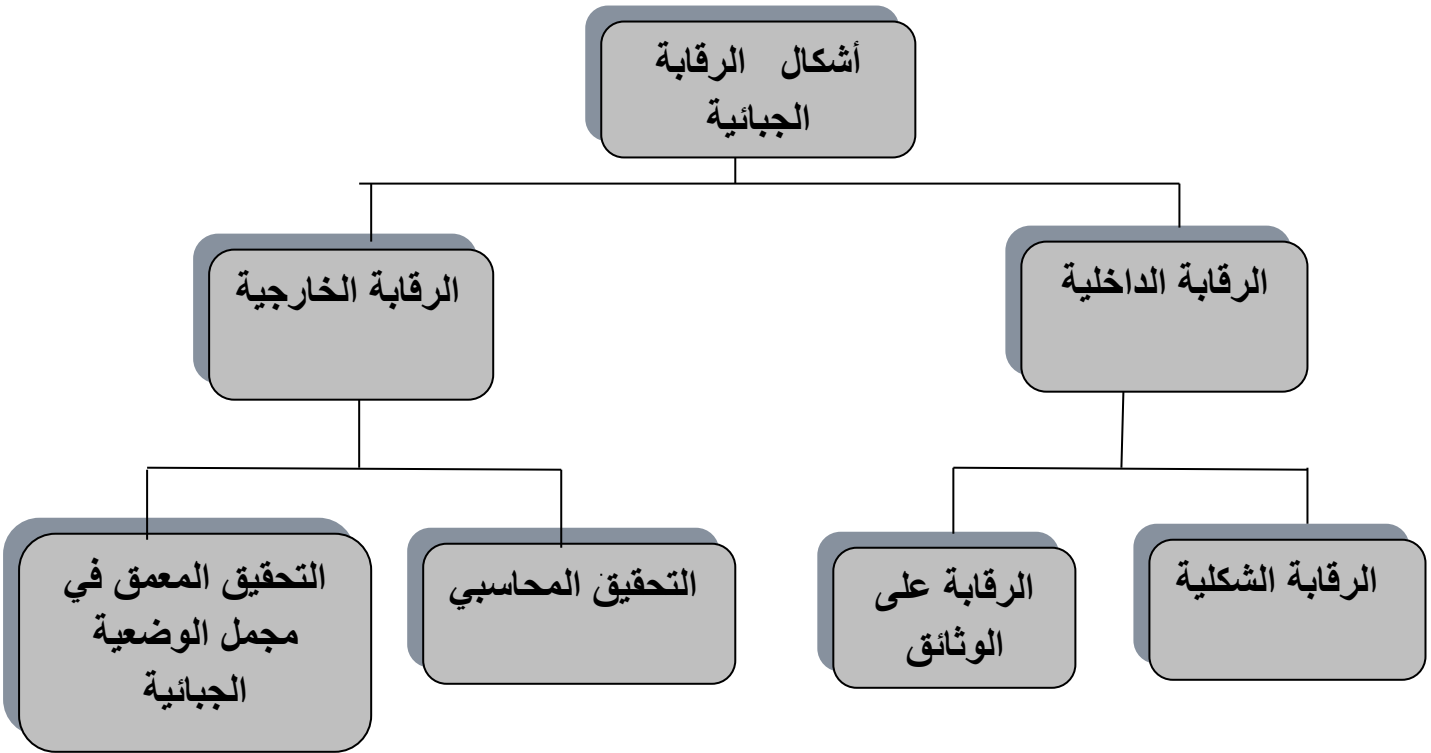 أشكال الرقابة
الجبائية
الرقابة الداخلية
الرقابة الخارجية
الرقابة الشكلية
الرقابة على
الوثائق
التحقيق المحاسبي
التحقيق المعمق في
مجمل الوضعية
الجبائية